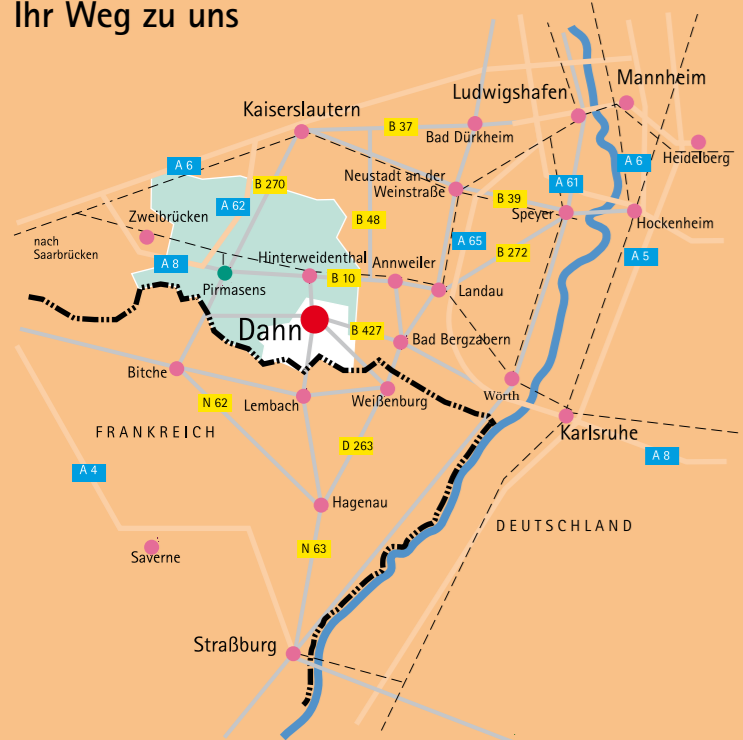 Ihr Weg zu uns
Mannheim
Ludwigshafen
Kaiserslautern
B 37
Bad Dürkheim
A 6
A 6
Heidelberg
Neustadt an der
Weinstraße
B 270
A 61
A 62
B 39
Zweibrücken
B 48
Speyer
Hockenheim
nach
Saarbrücken
A 65
B 272
A 5
Hinterweidenthal
Annweiler
A 8
B 10
Pirmasens
Landau
Dahn
B 427
Bad Bergzabern
Bitche
Wörth
N 62
Lembach
Weißenburg
FRANKREICH
Karlsruhe
D 263
A 8
A 4
Hagenau
DEUTSCHLAND
N 63
Saverne
Straßburg